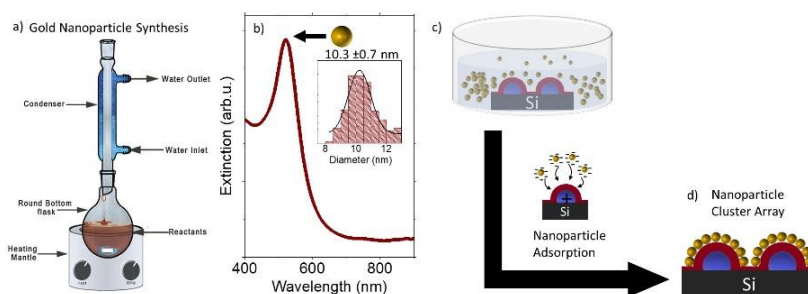 a) Gold Nanoparticle Synthesis
Water Outlet
Condenser
Water Inlet
Round Bottom
flask
Reactants
Heating
Mantle
b)
10.3 ±0.7 nm
Extinction (arb.u.)
8 10 12
Diameter (nm)
400 600 800
Wavelength (nm)
c)
Si
Si
Nanoparticle
Adsorption
d) Nanoparticle
Cluster Array
Si